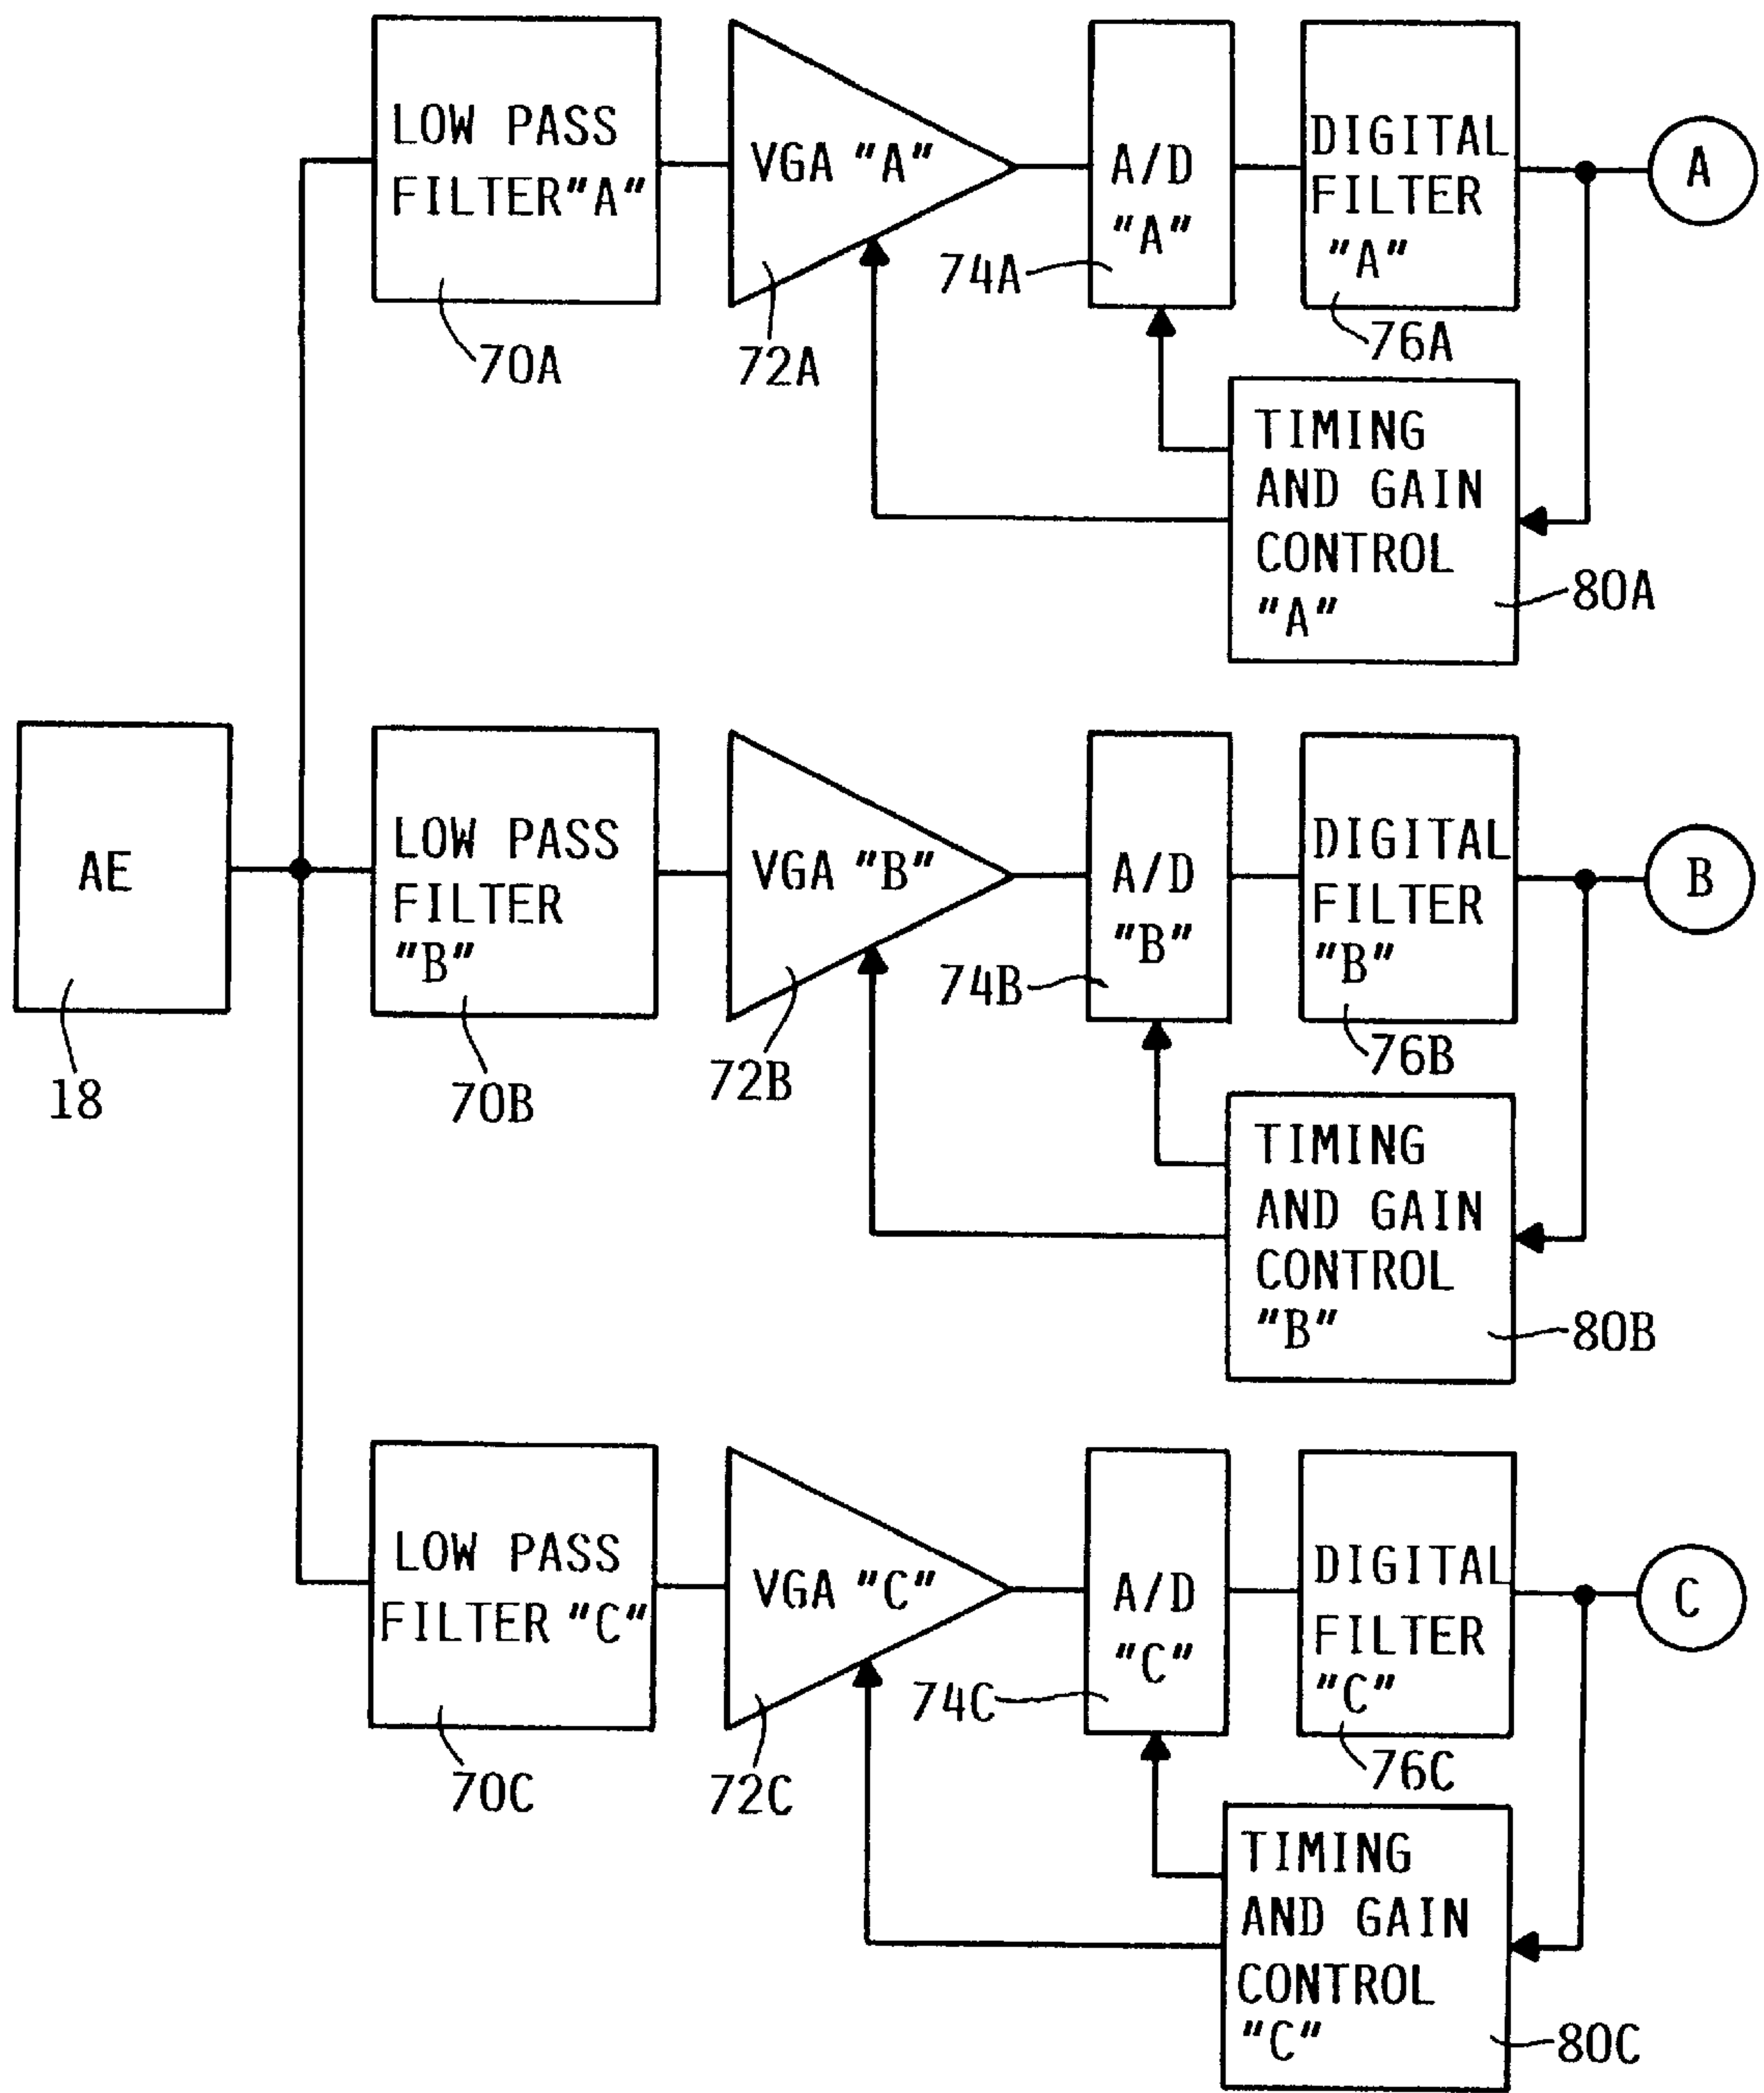 LOW PASS
FILTER"A"
70A
VGA "A"
72A
A/D
"A"
74A
DIGITAL
FILTER
"A"
76A
A
TIMING
AND GAIN
CONTROL
"A"
80A
AE
18
LOW PASS
FILTER
"B"
70B
VGA "B"
72B
A/D
"B"
74B
DIGITAL
FILTER
"B"
76B
B
TIMING
AND GAIN
CONTROL
"B"
80B
LOW PASS
FILTER "C"
70C
VGA "C"
72C
A/D
"C"
74C
DIGITAL
FILTER
"C"
76C
C
TIMING
AND GAIN
CONTROL
"C"
80C